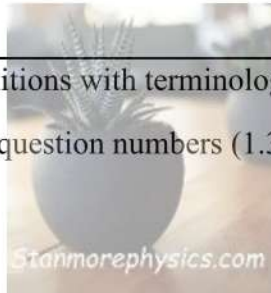 itions with terminolog
question numbers (1.3
Stanmorephysics.com